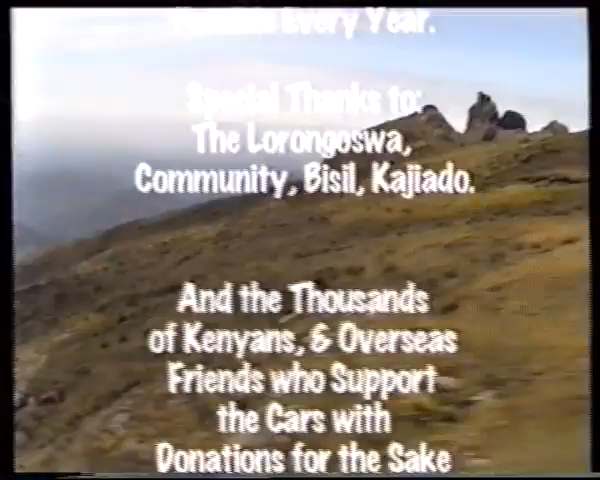 Every Year.
Special Thanks to:
The Lorongoswa,
Community, Bisil, Kajiado.
And the Thousands
of Kenyans, & Overseas
Friends who Support
the Cars with
Donations for the Sake